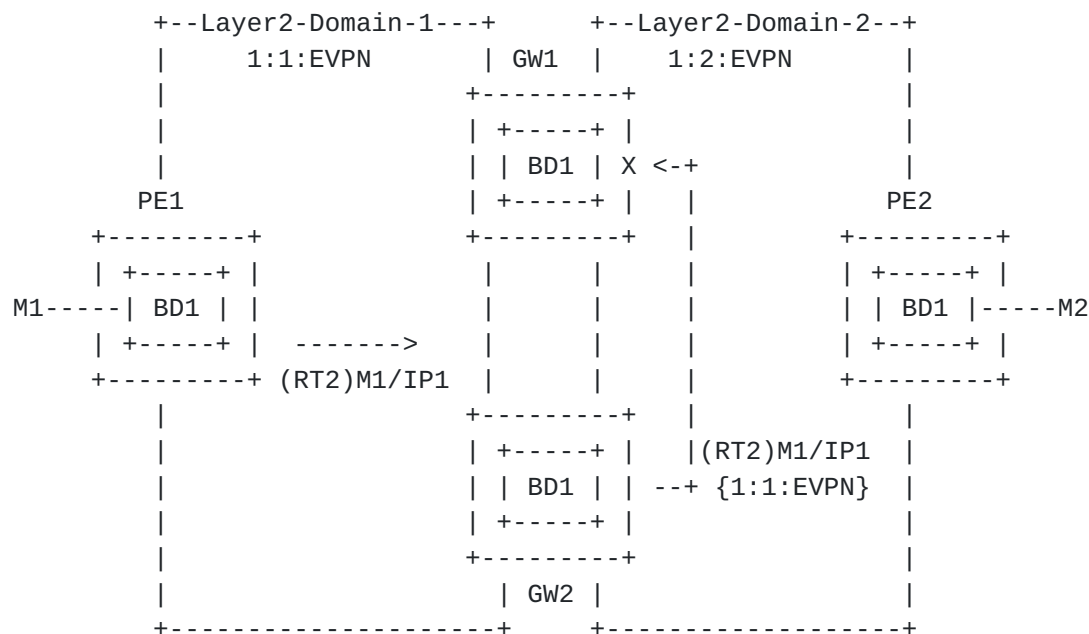 +--Layer2-Domain-1---+       +--Layer2-Domain-2--+
|     1:1:EVPN       | GW1   |    1:2:EVPN       |
|                   +---------+                 |
|                   | +-----+ |                 |
|                   | | BD1 | X <-+             |
PE1                 | +-----+ |   |            PE2
+---------+         +---------+   |         +---------+
| +-----+ |          |      |     |         | +-----+ |
M1-----| BD1 | |     |      |     |         | | BD1 |-----M2
| +-----+ |  ------->  |      |     |         | +-----+ |
+---------+ (RT2)M1/IP1  |      |     |         +---------+
|                   +---------+   |             |
|                   | +-----+ |   |(RT2)M1/IP1  |
|                   | | BD1 | | --+ {1:1:EVPN}  |
|                   | +-----+ |                 |
|                   +---------+                 |
|                     | GW2 |                   |
+---------------------+     +-------------------+